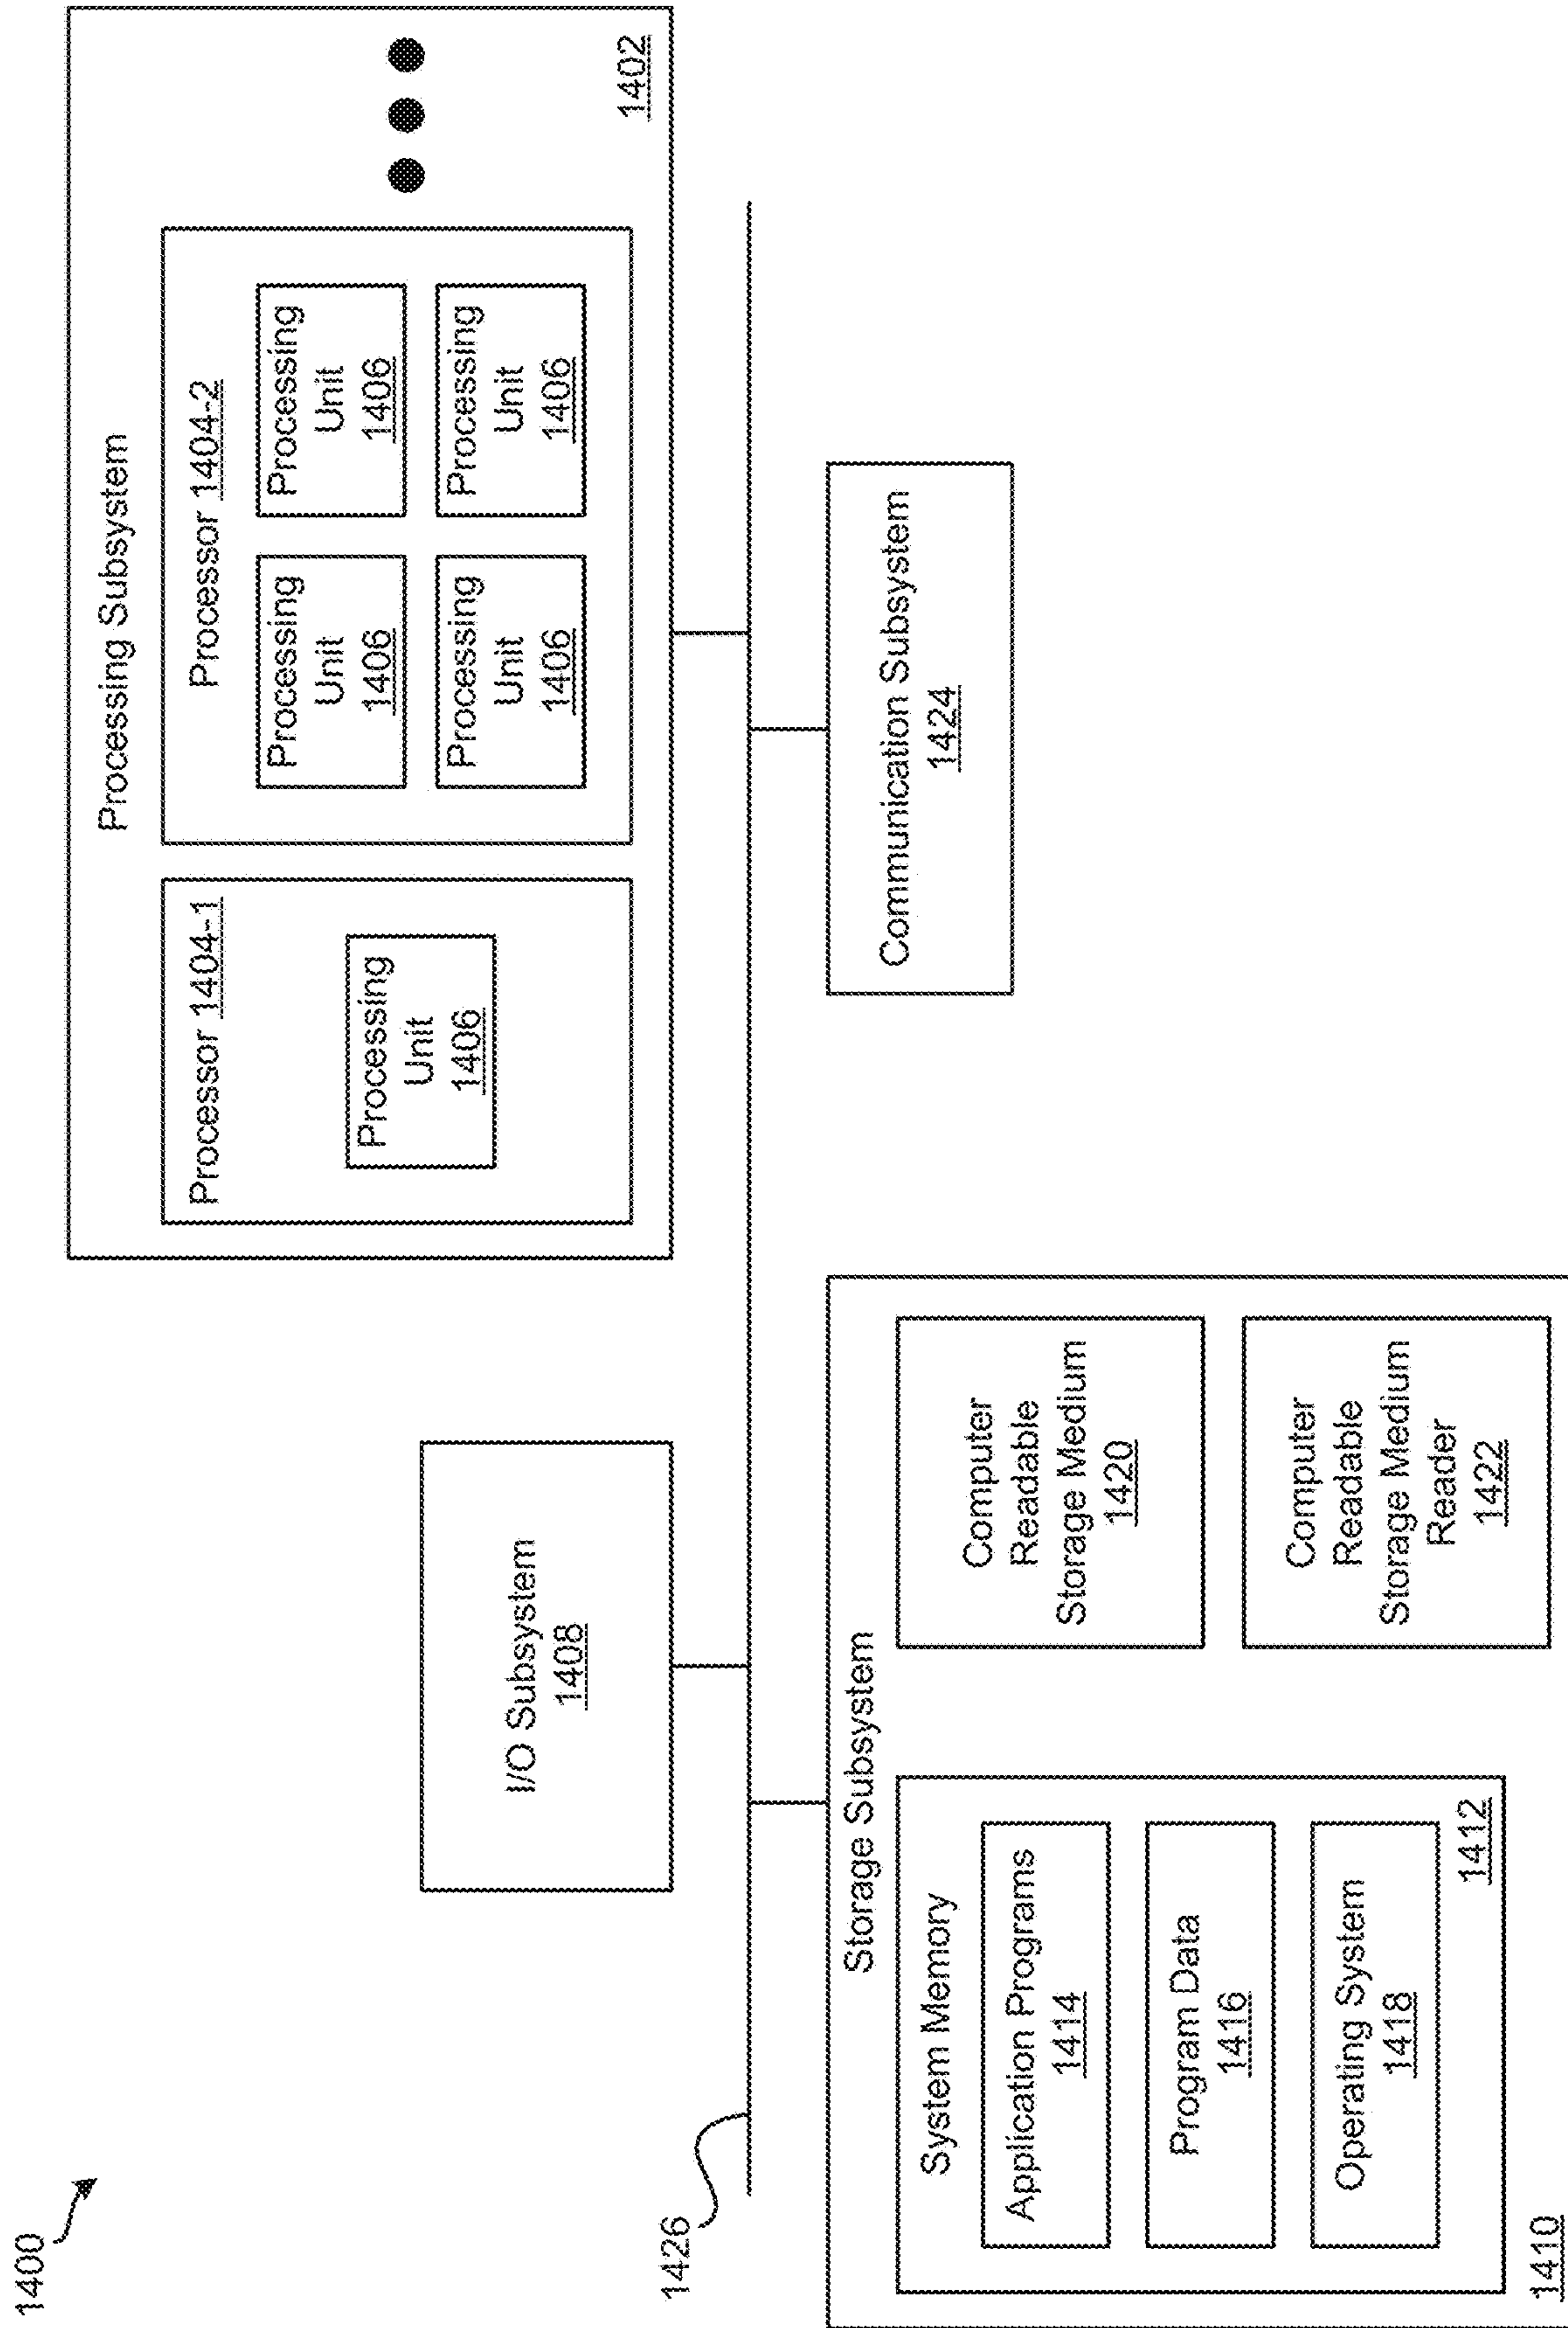 1400
Processing Subsystem
Processor 1404-1
Processing
Unit
1406
Processor 1404-2
Processing
Unit
1406
Processing
Unit
1406
Processing
Unit
1406
Processing
Unit
1406
1402
I/O Subsystem
1408
1426
Storage Subsystem
System Memory
Application Programs
1414
Program Data
1416
Operating System
1418
1412
Computer
Readable
Storage Medium
1420
Computer
Readable
Storage Medium
Reader
1422
1410
Communication Subsystem
1424